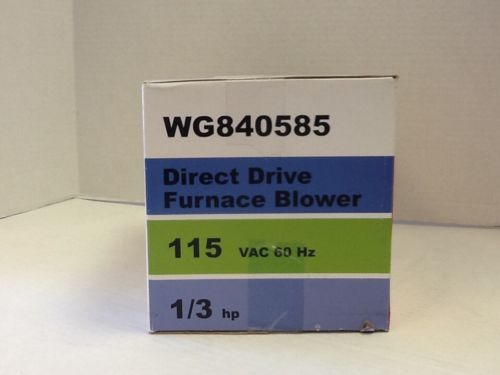 WG840585
Direct Drive
Furnace Blower
115 VAC 60 Hz
1/3 hp